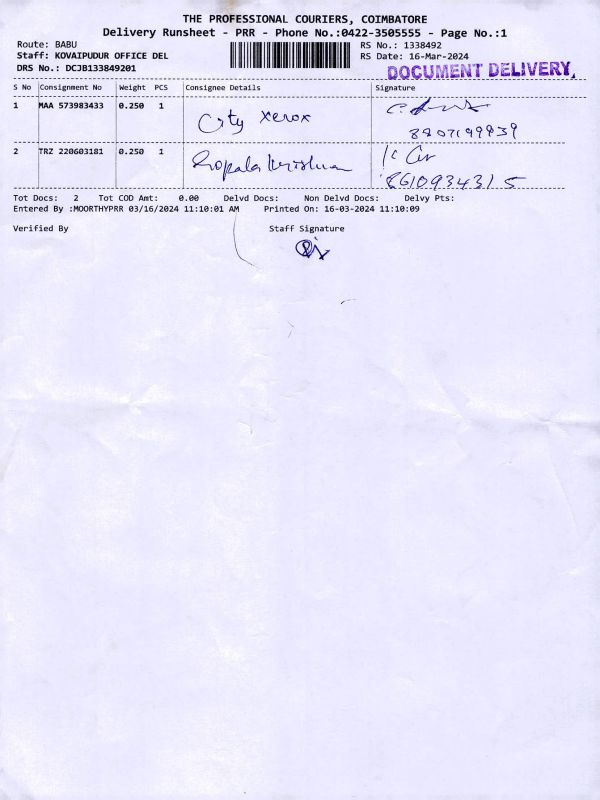 THE PROFESSIONAL COURIERS, COIMBATORE
Delivery Runsheet - PRR - Phone No.:0422-3505555 - Page No.:1
Route: BABU RS No.: 1338492
Staff: KOVAIPUDUR OFFICE DEL RS Date: 16-Mar-2024
DRS No.: DCJB133849201 DOCUMENT DELIVERY.
S No Consignment No Weight PCS Consignee Details Signature
1 MAA 573983433 0.250 1 City Xerox
8807199839
2 TRZ 220603181 0.250 1 Gopala Krishnan
8610934315
Tot Docs: 2 Tot COD Amt: 0.00 Delvd Docs: Non Delvd Docs: Delvy Pts:
Entered By :MOORTHYPRR 03/16/2024 11:10:01 AM Printed On: 16-03-2024 11:10:09
Verified By Staff Signature